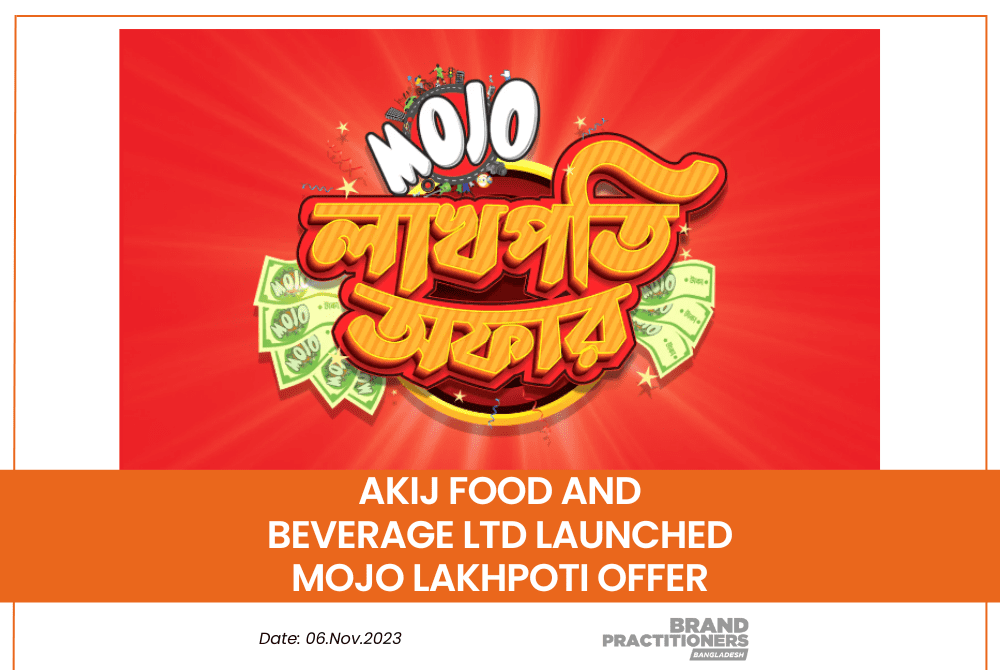 MOJO
লাখপতি
অফার
AKIJ FOOD AND
BEVERAGE LTD LAUNCHED
MOJO LAKHPOTI OFFER
Date: 06.Nov.2023
BRAND
PRACTITIONERS
BANGLADESH